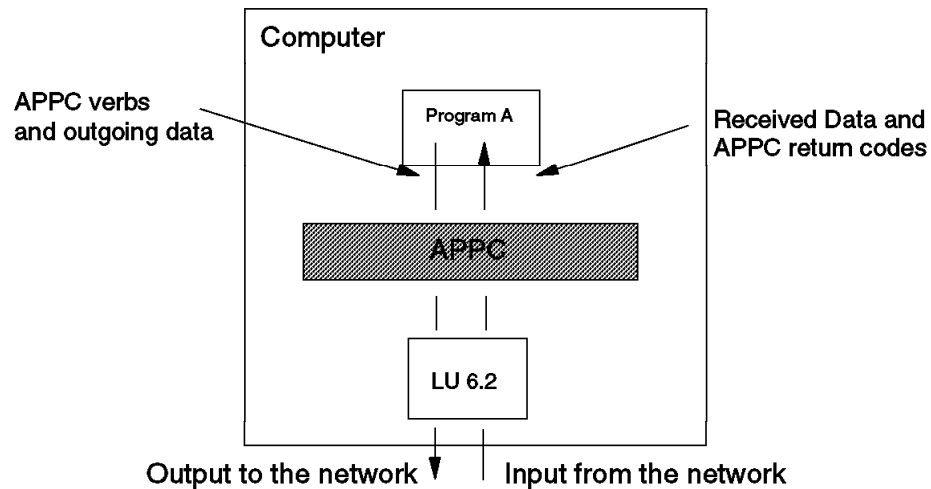 Computer
APPC verbs
and outgoing data
Program A
Received Data and
APPC return codes
APPC
LU 6.2
Output to the network
Input from the network